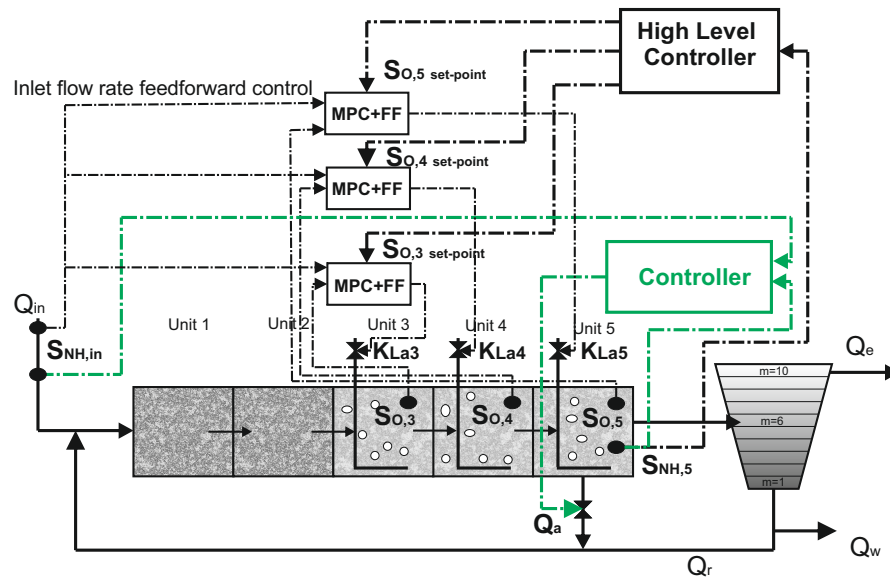 High Level
Controller
SO,5 set-point
Inlet flow rate feedforward control
MPC+FF
SO,4 set-point
MPC+FF
SO,3 set-point
MPC+FF
Controller
Qin
Unit 1
Unit 2
Unit 3
Unit 4
Unit 5
SNH,in
KLa3
KLa4
KLa5
Qe
m=10
SO,3
SO,4
SO,5
m=6
SNH,5
m=1
Qa
Qw
Qr